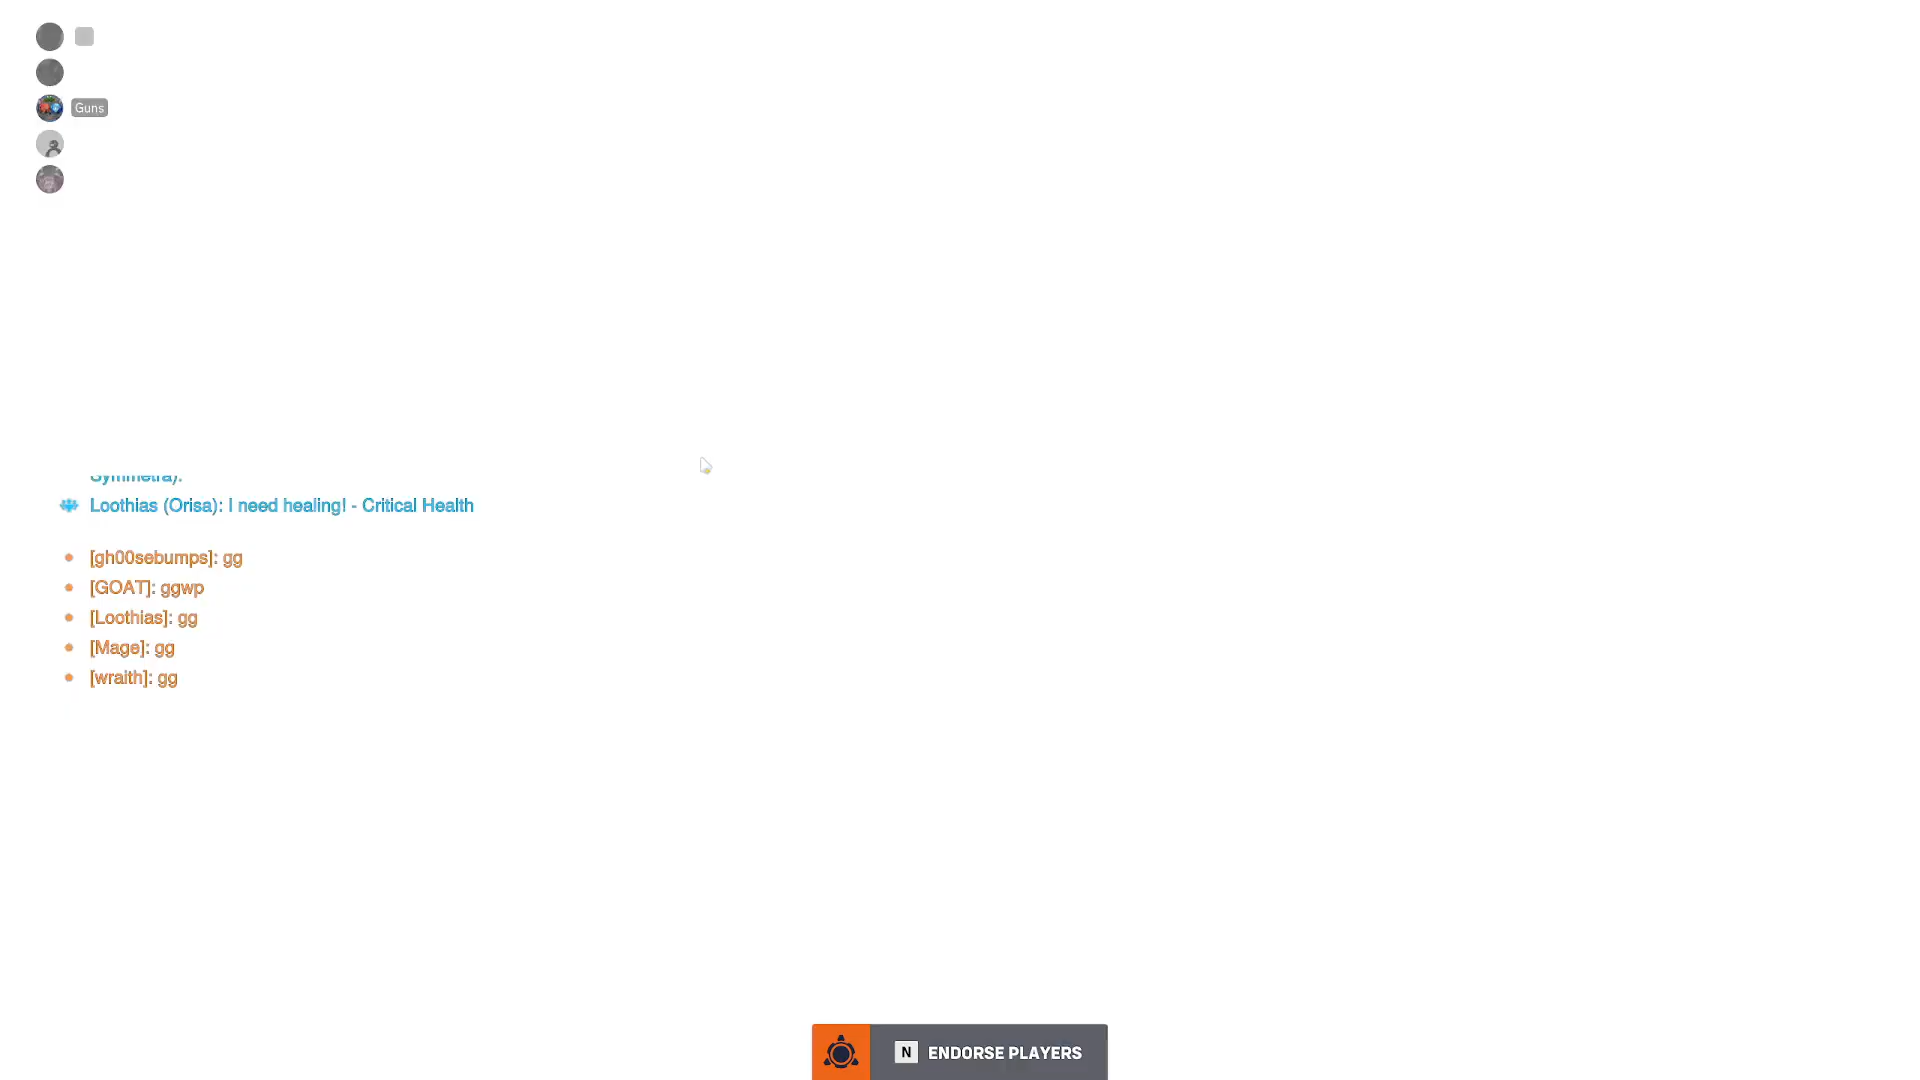 Guns
Symmetra):
Loothias (Orisa): I need healing! - Critical Health
[gh00sebumps]: gg
[GOAT]: ggwp
[Loothias]: gg
[Mage]: gg
[wraith]: gg
N ENDORSE PLAYERS